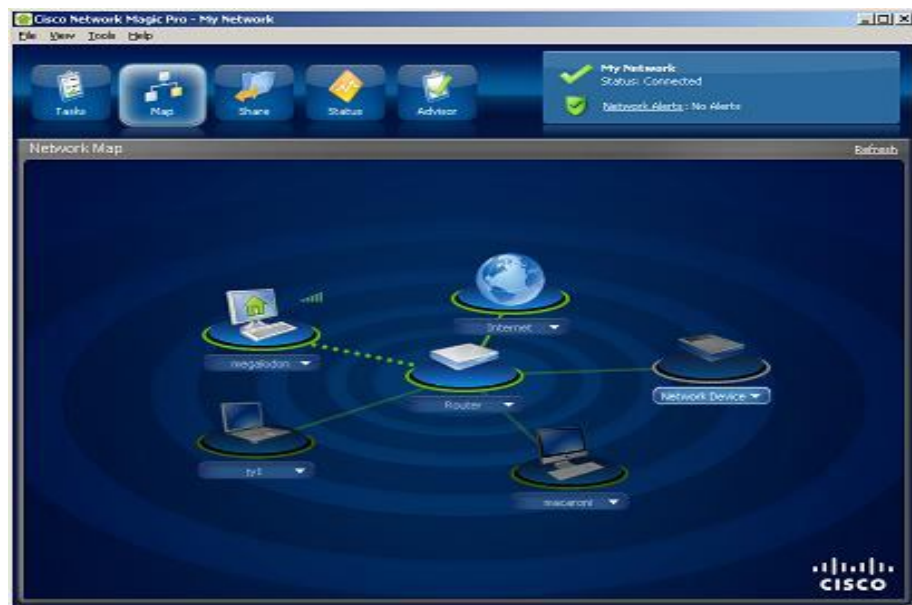 Cisco Network Magic Pro - My Network
File View Tools Help
Tasks Map Share Status Advisor
My Network
Status: Connected
Network Alerts : No Alerts
Network Map
Refresh
Internet
megalodon
Network Device
Router
macaroni
CISCO